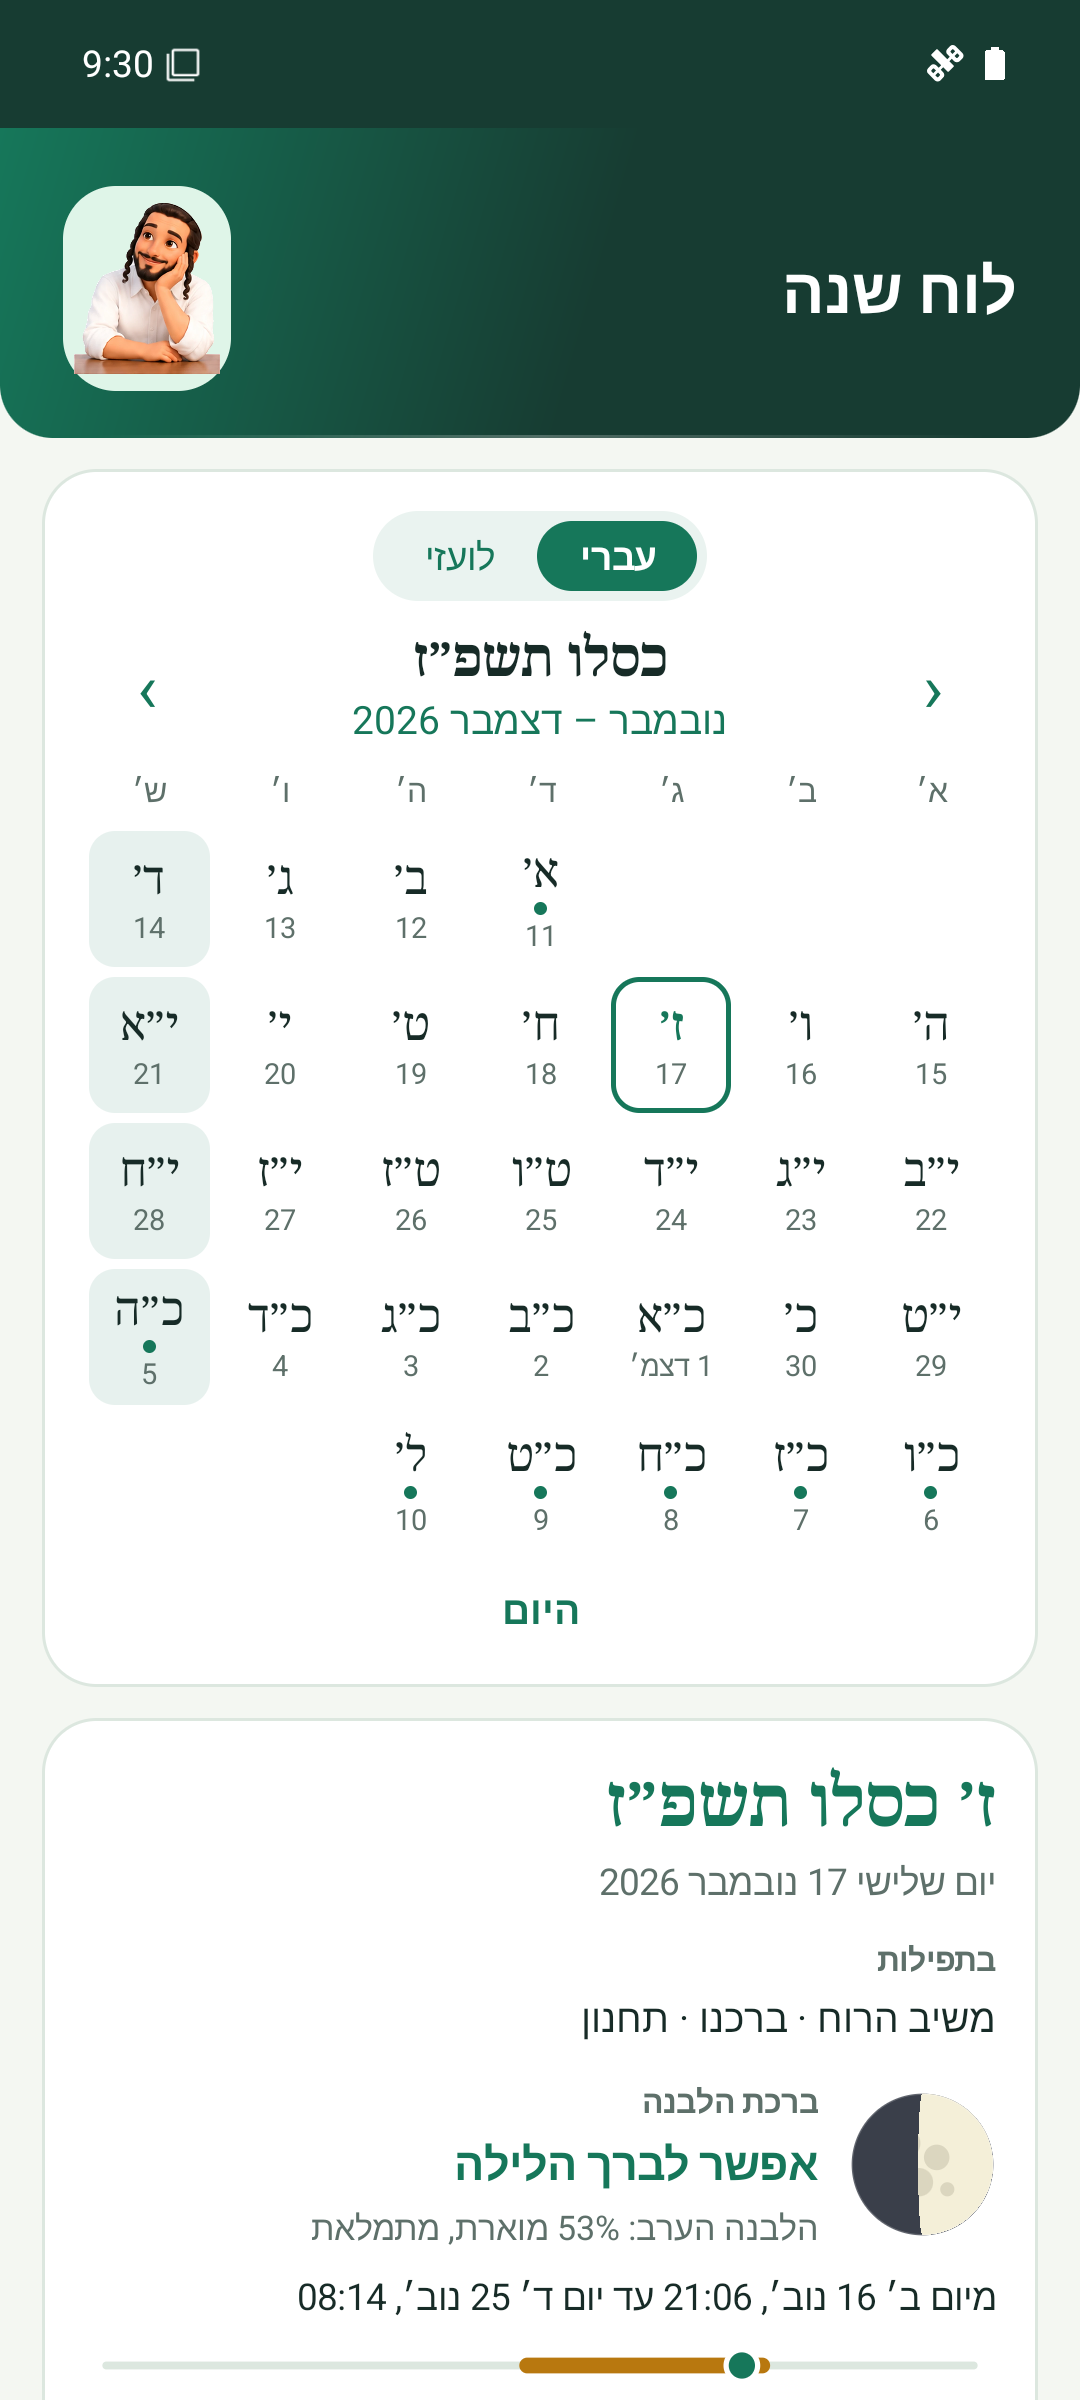 9:30
לוח שנה
עברי לועזי
כסלו תשפ״ז
נובמבר – דצמבר 2026
א׳ ב׳ ג׳ ד׳ ה׳ ו׳ ש׳
א׳ ב׳ ג׳ ד׳
11 12 13 14
ה׳ ו׳ ז׳ ח׳ ט׳ י׳ י״א
15 16 17 18 19 20 21
י״ב י״ג י״ד ט״ו ט״ז י״ז י״ח
22 23 24 25 26 27 28
י״ט כ׳ כ״א כ״ב כ״ג כ״ד כ״ה
29 30 1 דצמ׳ 2 3 4 5
כ״ו כ״ז כ״ח כ״ט ל׳
6 7 8 9 10
היום
ז׳ כסלו תשפ״ז
יום שלישי 17 נובמבר 2026
בתפילות
משיב הרוח · ברכנו · תחנון
ברכת הלבנה
אפשר לברך הלילה
הלבנה הערב: 53% מוארת, מתמלאת
מיום ב׳ 16 נוב׳, 21:06 עד יום ד׳ 25 נוב׳, 08:14